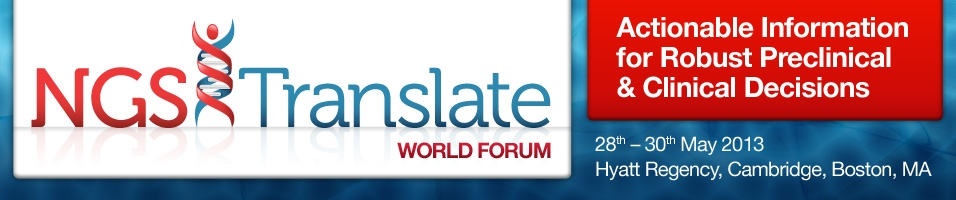 NGS Translate
WORLD FORUM
Actionable Information
for Robust Preclinical
& Clinical Decisions
28th – 30th May 2013
Hyatt Regency, Cambridge, Boston, MA